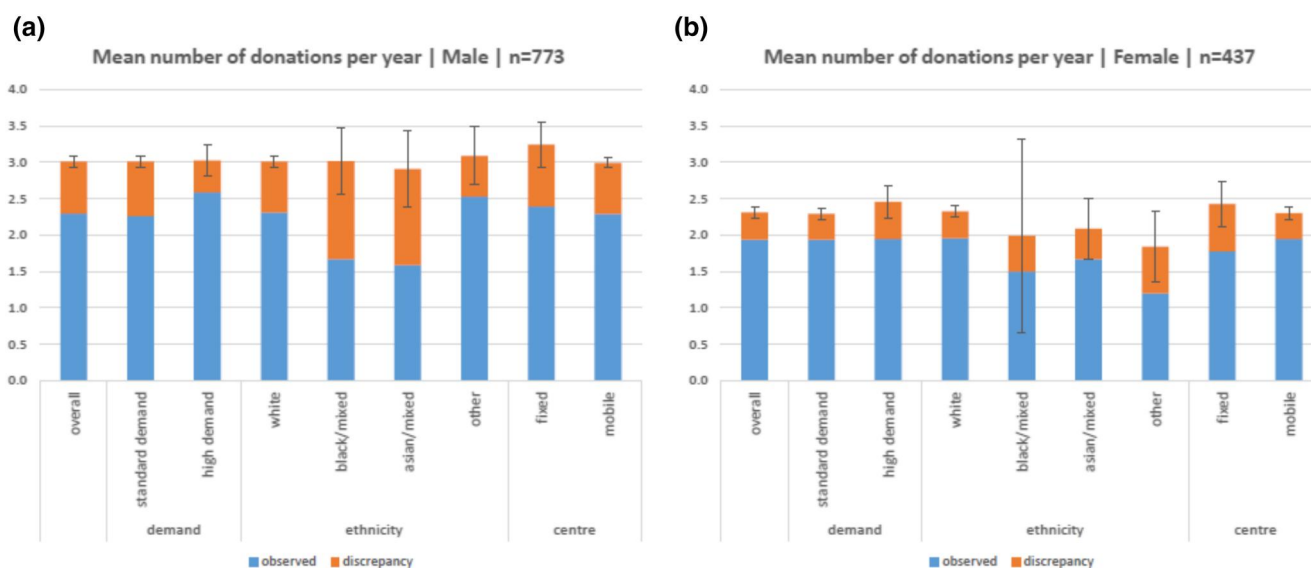 (a)
Mean number of donations per year | Male | n=773
4.0
3.5
3.0
2.5
2.0
1.5
1.0
0.5
0.0
overall
standard demand
high demand
white
black/mixed
asian/mixed
other
fixed
mobile
demand
ethnicity
centre
observed
discrepancy
(b)
Mean number of donations per year | Female | n=437
4.0
3.5
3.0
2.5
2.0
1.5
1.0
0.5
0.0
overall
standard demand
high demand
white
black/mixed
asian/mixed
other
fixed
mobile
demand
ethnicity
centre
observed
discrepancy